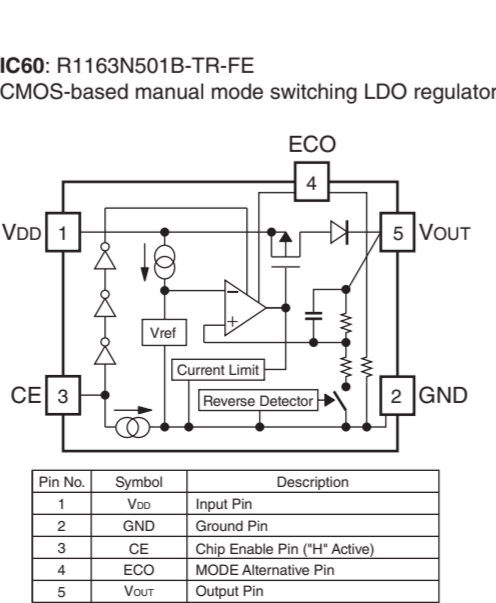 IC60: R1163N501B-TR-FE
CMOS-based manual mode switching LDO regulator
ECO
4
VDD 1
5 VOUT
Vref
−
+
Current Limit
CE 3
Reverse Detector
2 GND
Pin No. Symbol Description
1 VDD Input Pin
2 GND Ground Pin
3 CE Chip Enable Pin ("H" Active)
4 ECO MODE Alternative Pin
5 VOUT Output Pin